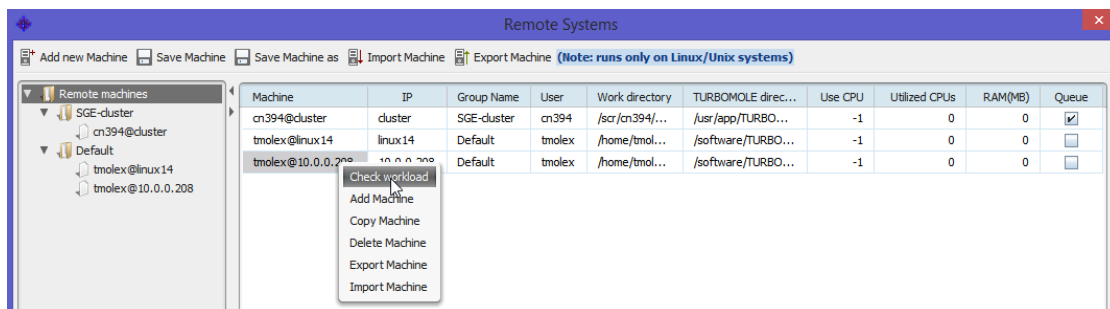 Remote Systems
Add new Machine Save Machine Save Machine as Import Machine Export Machine (Note: runs only on Linux/Unix systems)
Remote machines
SGE-cluster
cn394@cluster
Default
tmolex@linux14
tmolex@10.0.0.208
Machine IP Group Name User Work directory TURBOMOLE direc... Use CPU Utilized CPUs RAM(MB) Queue
cn394@cluster cluster SGE-cluster cn394 /scr/cn394/... /usr/app/TURBO... -1 0 0
tmolex@linux14 linux14 Default tmolex /home/tmol... /software/TURBO... -1 0 0
tmolex@10.0.0.208 10.0.0.208 Default tmolex /home/tmol... /software/TURBO... -1 0 0
Check workload
Add Machine
Copy Machine
Delete Machine
Export Machine
Import Machine